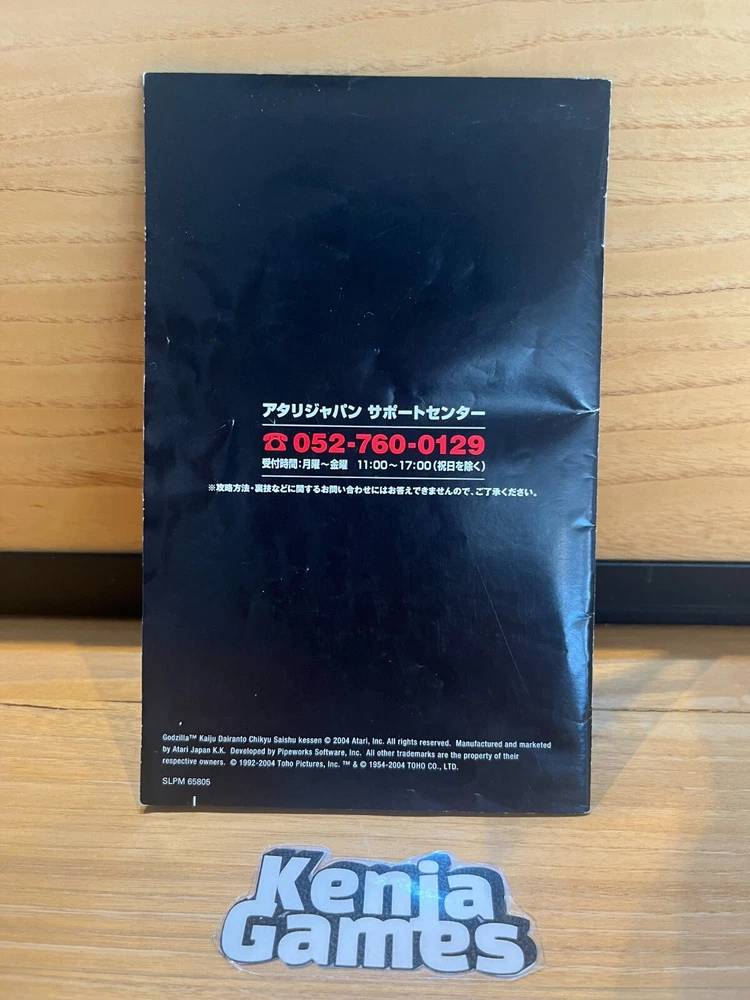 アタリジャパン サポートセンター
☎ 052-760-0129
受付時間:月曜～金曜 11:00～17:00(祝日を除く)
※攻略方法・裏技などに関するお問い合わせにはお答えできませんので、ご了承ください。
Godzilla™ Kaiju Dairanto Chikyu Saishu kessen © 2004 Atari, Inc. All rights reserved. Manufactured and marketed
by Atari Japan K.K. Developed by Pipeworks Software, Inc. All other trademarks are the property of their
respective owners. © 1992-2004 Toho Pictures, Inc. ™ & © 1954-2004 TOHO CO., LTD.
SLPM 65805
Kenja
Games